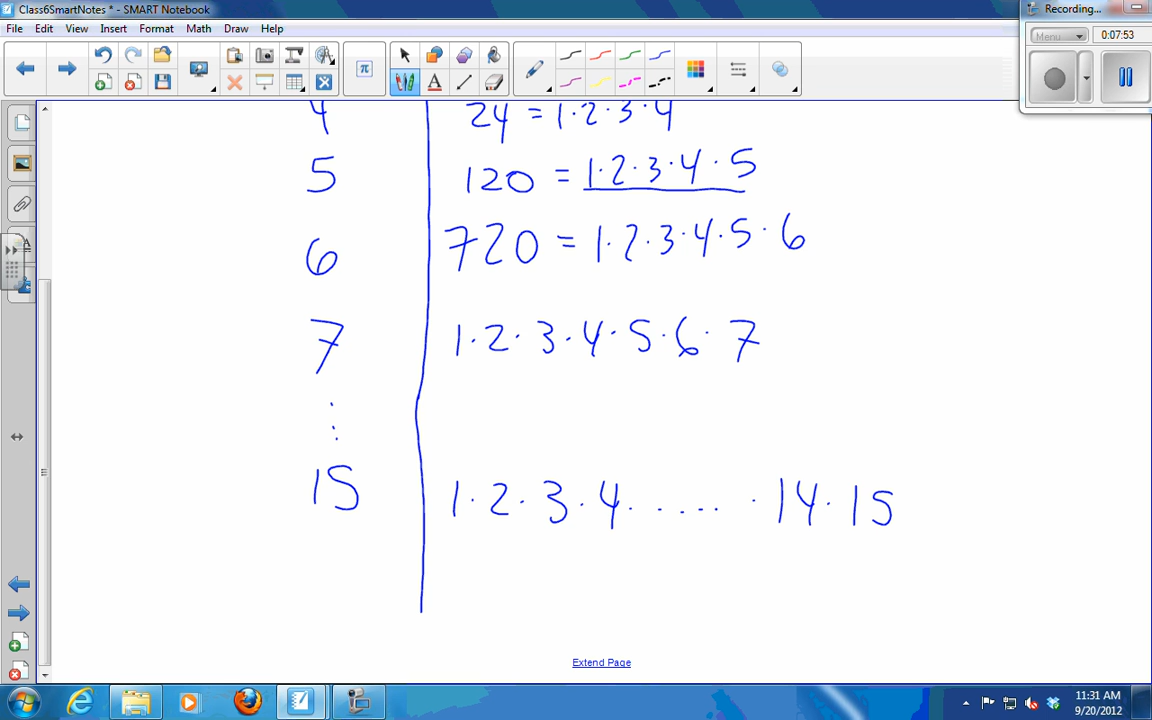 Class6SmartNotes * - SMART Notebook
Recording...
File Edit View Insert Format Math Draw Help
Menu
0:07:53
π
A
4 24 = 1·2·3·4
5 120 = 1·2·3·4·5
6 720 = 1·2·3·4·5·6
7 1·2·3·4·5·6·7
⋮
15 1·2·3·4· ..... ·14·15
Extend Page
11:31 AM
9/20/2012